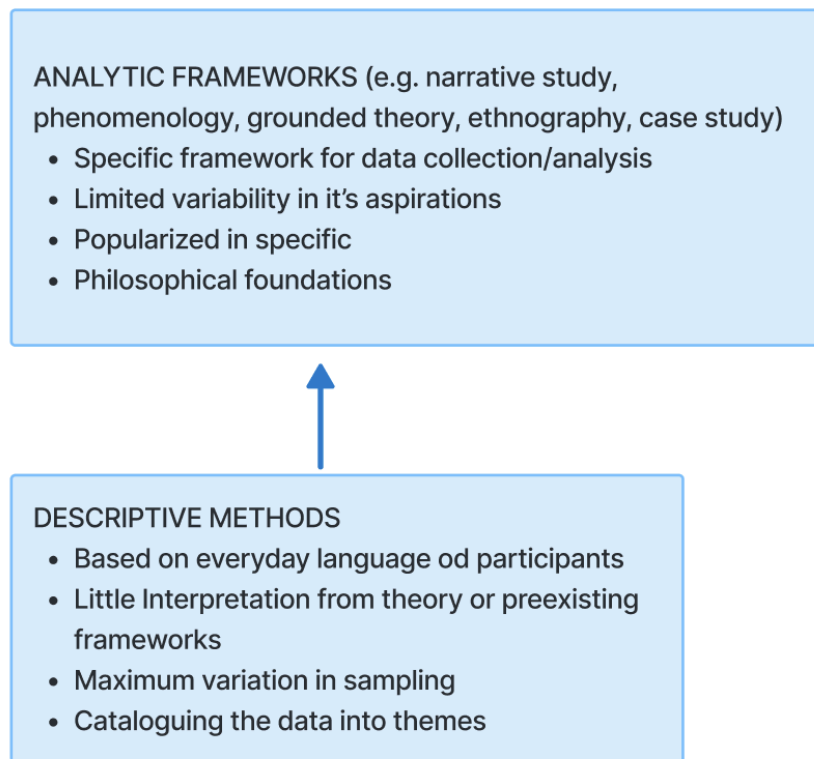 ANALYTIC FRAMEWORKS (e.g. narrative study,
phenomenology, grounded theory, ethnography, case study)
• Specific framework for data collection/analysis
• Limited variability in it’s aspirations
• Popularized in specific
• Philosophical foundations
DESCRIPTIVE METHODS
• Based on everyday language od participants
• Little Interpretation from theory or preexisting
frameworks
• Maximum variation in sampling
• Cataloguing the data into themes